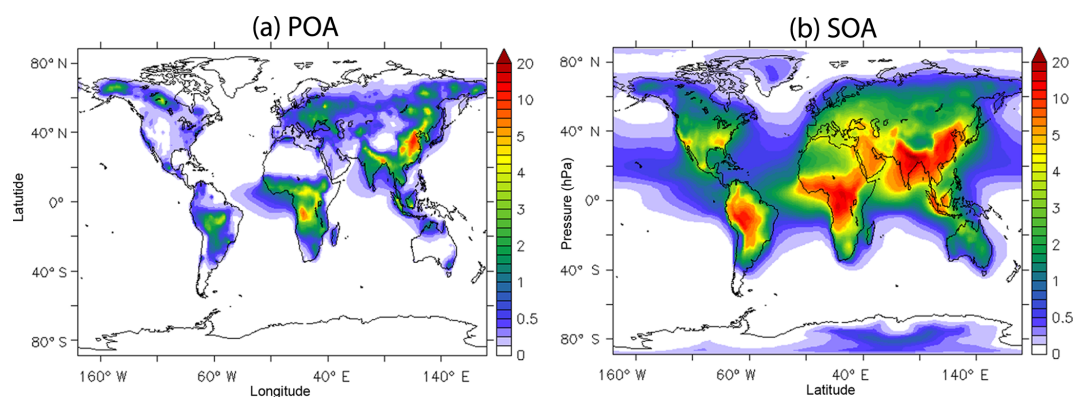 (a) POA
80° N
40° N
0°
40° S
80° S
Latutide
160° W
60° W
40° E
140° E
Longitude
20
10
5
4
3
2
1
0.5
0
(b) SOA
80° N
40° N
0°
40° S
80° S
Pressure (hPa)
160° W
60° W
40° E
140° E
Latitude
20
10
5
4
3
2
1
0.5
0